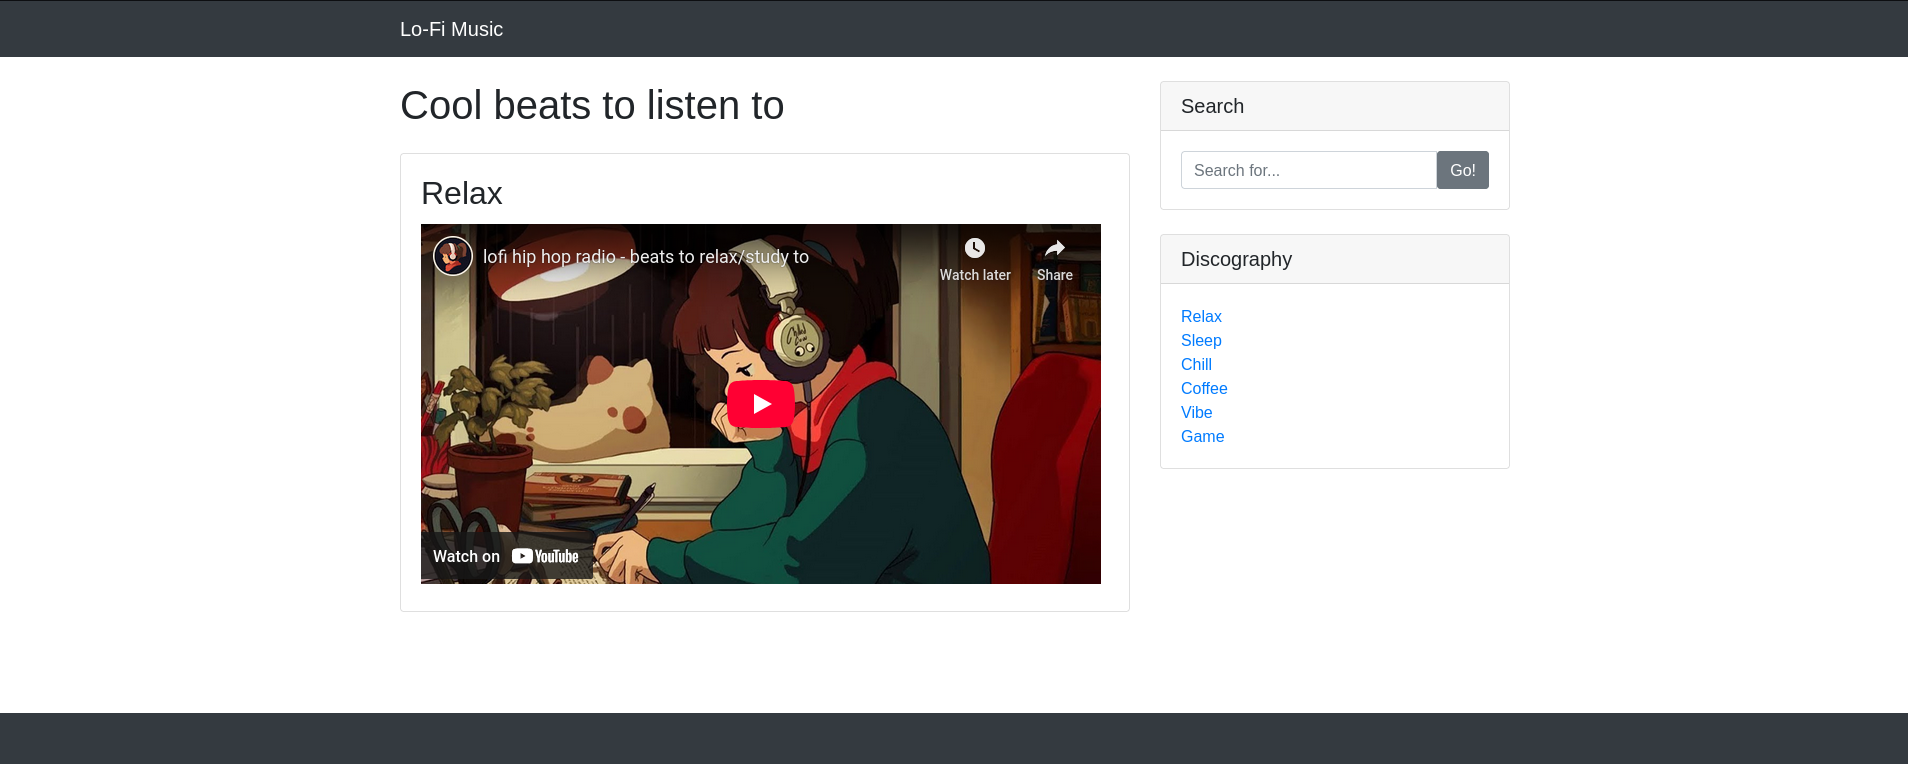 Lo-Fi Music
Cool beats to listen to
Relax
lofi hip hop radio - beats to relax/study to
Watch later
Share
Watch on YouTube
Search
Search for...
Go!
Discography
Relax
Sleep
Chill
Coffee
Vibe
Game